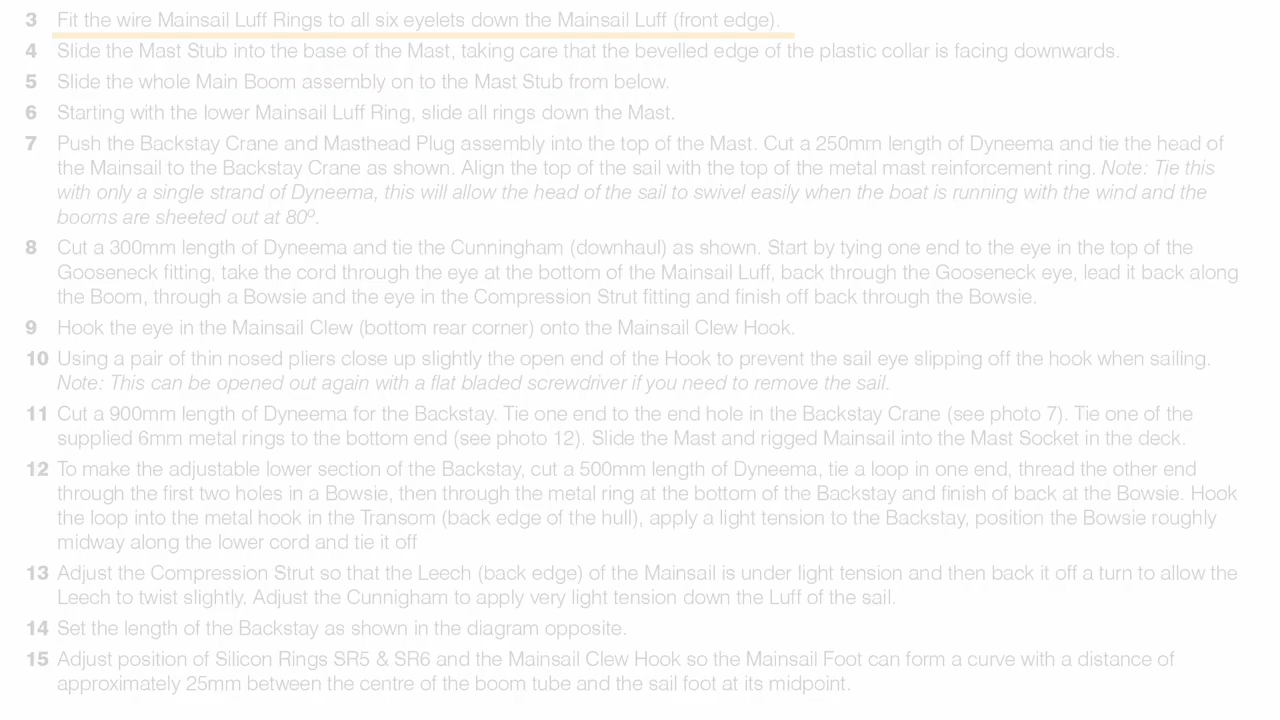 3 Fit the wire Mainsail Luff Rings to all six eyelets down the Mainsail Luff (front edge).
4 Slide the Mast Stub into the base of the Mast, taking care that the bevelled edge of the plastic collar is facing downwards.
5 Slide the whole Main Boom assembly on to the Mast Stub from below.
6 Starting with the lower Mainsail Luff Ring, slide all rings down the Mast.
7 Push the Backstay Crane and Masthead Plug assembly into the top of the Mast. Cut a 250mm length of Dyneema and tie the head of
the Mainsail to the Backstay Crane as shown. Align the top of the sail with the top of the metal mast reinforcement ring. Note: Tie this
with only a single strand of Dyneema, this will allow the head of the sail to swivel easily when the boat is running with the wind and the
booms are sheeted out at 80º.
8 Cut a 300mm length of Dyneema and tie the Cunningham (downhaul) as shown. Start by tying one end to the eye in the top of the
Gooseneck fitting, take the cord through the eye at the bottom of the Mainsail Luff, back through the Gooseneck eye, lead it back along
the Boom, through a Bowsie and the eye in the Compression Strut fitting and finish off back through the Bowsie.
9 Hook the eye in the Mainsail Clew (bottom rear corner) onto the Mainsail Clew Hook.
10 Using a pair of thin nosed pliers close up slightly the open end of the Hook to prevent the sail eye slipping off the hook when sailing.
Note: This can be opened out again with a flat bladed screwdriver if you need to remove the sail.
11 Cut a 900mm length of Dyneema for the Backstay. Tie one end to the end hole in the Backstay Crane (see photo 7). Tie one of the
supplied 6mm metal rings to the bottom end (see photo 12). Slide the Mast and rigged Mainsail into the Mast Socket in the deck.
12 To make the adjustable lower section of the Backstay, cut a 500mm length of Dyneema, tie a loop in one end, thread the other end
through the first two holes in a Bowsie, then through the metal ring at the bottom of the Backstay and finish of back at the Bowsie. Hook
the loop into the metal hook in the Transom (back edge of the hull), apply a light tension to the Backstay, position the Bowsie roughly
midway along the lower cord and tie it off
13 Adjust the Compression Strut so that the Leech (back edge) of the Mainsail is under light tension and then back it off a turn to allow the
Leech to twist slightly. Adjust the Cunnigham to apply very light tension down the Luff of the sail.
14 Set the length of the Backstay as shown in the diagram opposite.
15 Adjust position of Silicon Rings SR5 & SR6 and the Mainsail Clew Hook so the Mainsail Foot can form a curve with a distance of
approximately 25mm between the centre of the boom tube and the sail foot at its midpoint.